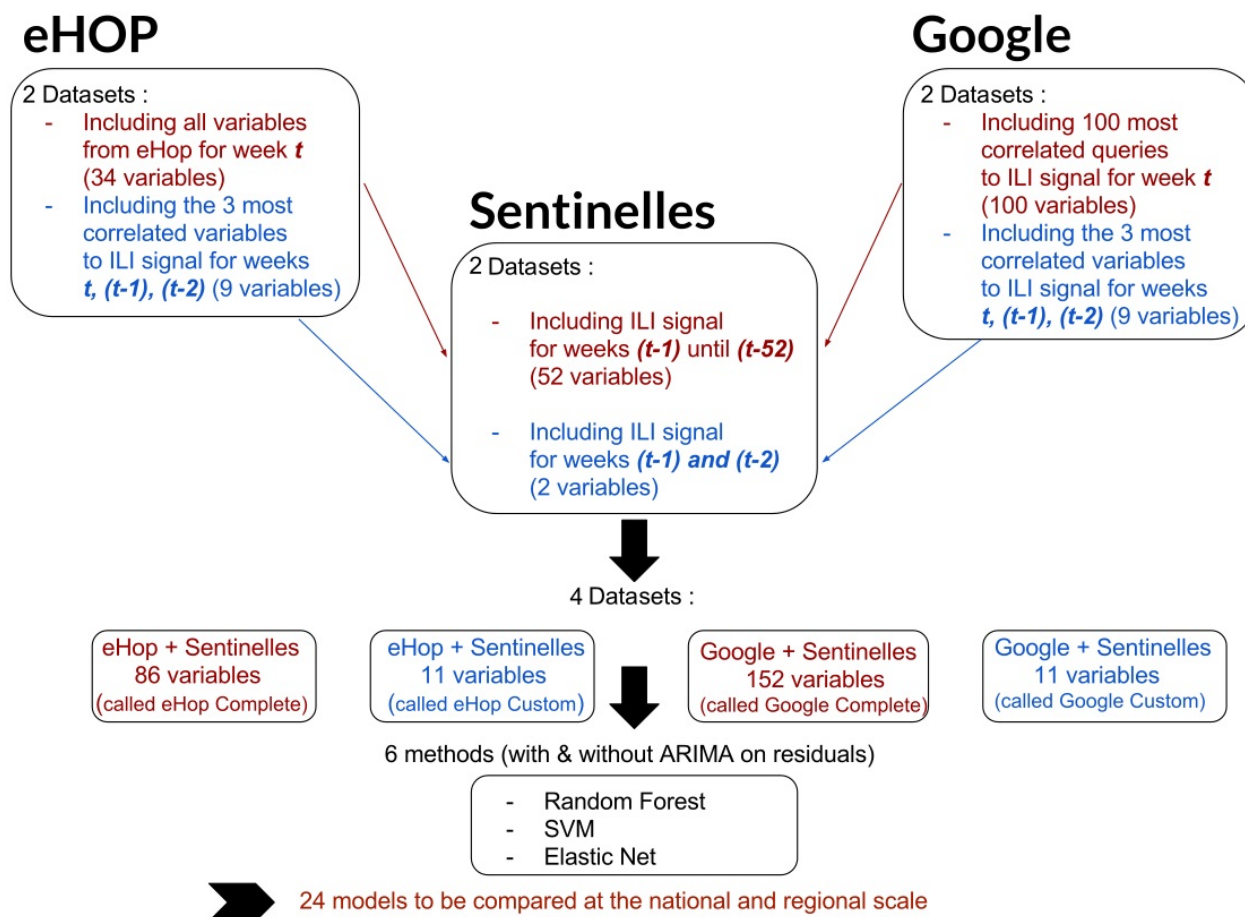 eHOP
2 Datasets :
- Including all variables
from eHop for week t
(34 variables)
- Including the 3 most
correlated variables
to ILI signal for weeks
t, (t-1), (t-2) (9 variables)
Google
2 Datasets :
- Including 100 most
correlated queries
to ILI signal for week t
(100 variables)
- Including the 3 most
correlated variables
to ILI signal for weeks
t, (t-1), (t-2) (9 variables)
Sentinelles
2 Datasets :
- Including ILI signal
for weeks (t-1) until (t-52)
(52 variables)
- Including ILI signal
for weeks (t-1) and (t-2)
(2 variables)
4 Datasets :
eHop + Sentinelles
86 variables
(called eHop Complete)
eHop + Sentinelles
11 variables
(called eHop Custom)
Google + Sentinelles
152 variables
(called Google Complete)
Google + Sentinelles
11 variables
(called Google Custom)
6 methods (with & without ARIMA on residuals)
- Random Forest
- SVM
- Elastic Net
24 models to be compared at the national and regional scale